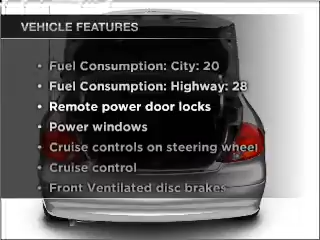 VEHICLE FEATURES
• Fuel Consumption: City: 20
• Fuel Consumption: Highway: 28
• Remote power door locks
• Power windows
• Cruise controls on steering wheel
• Cruise control
• Front Ventilated disc brakes